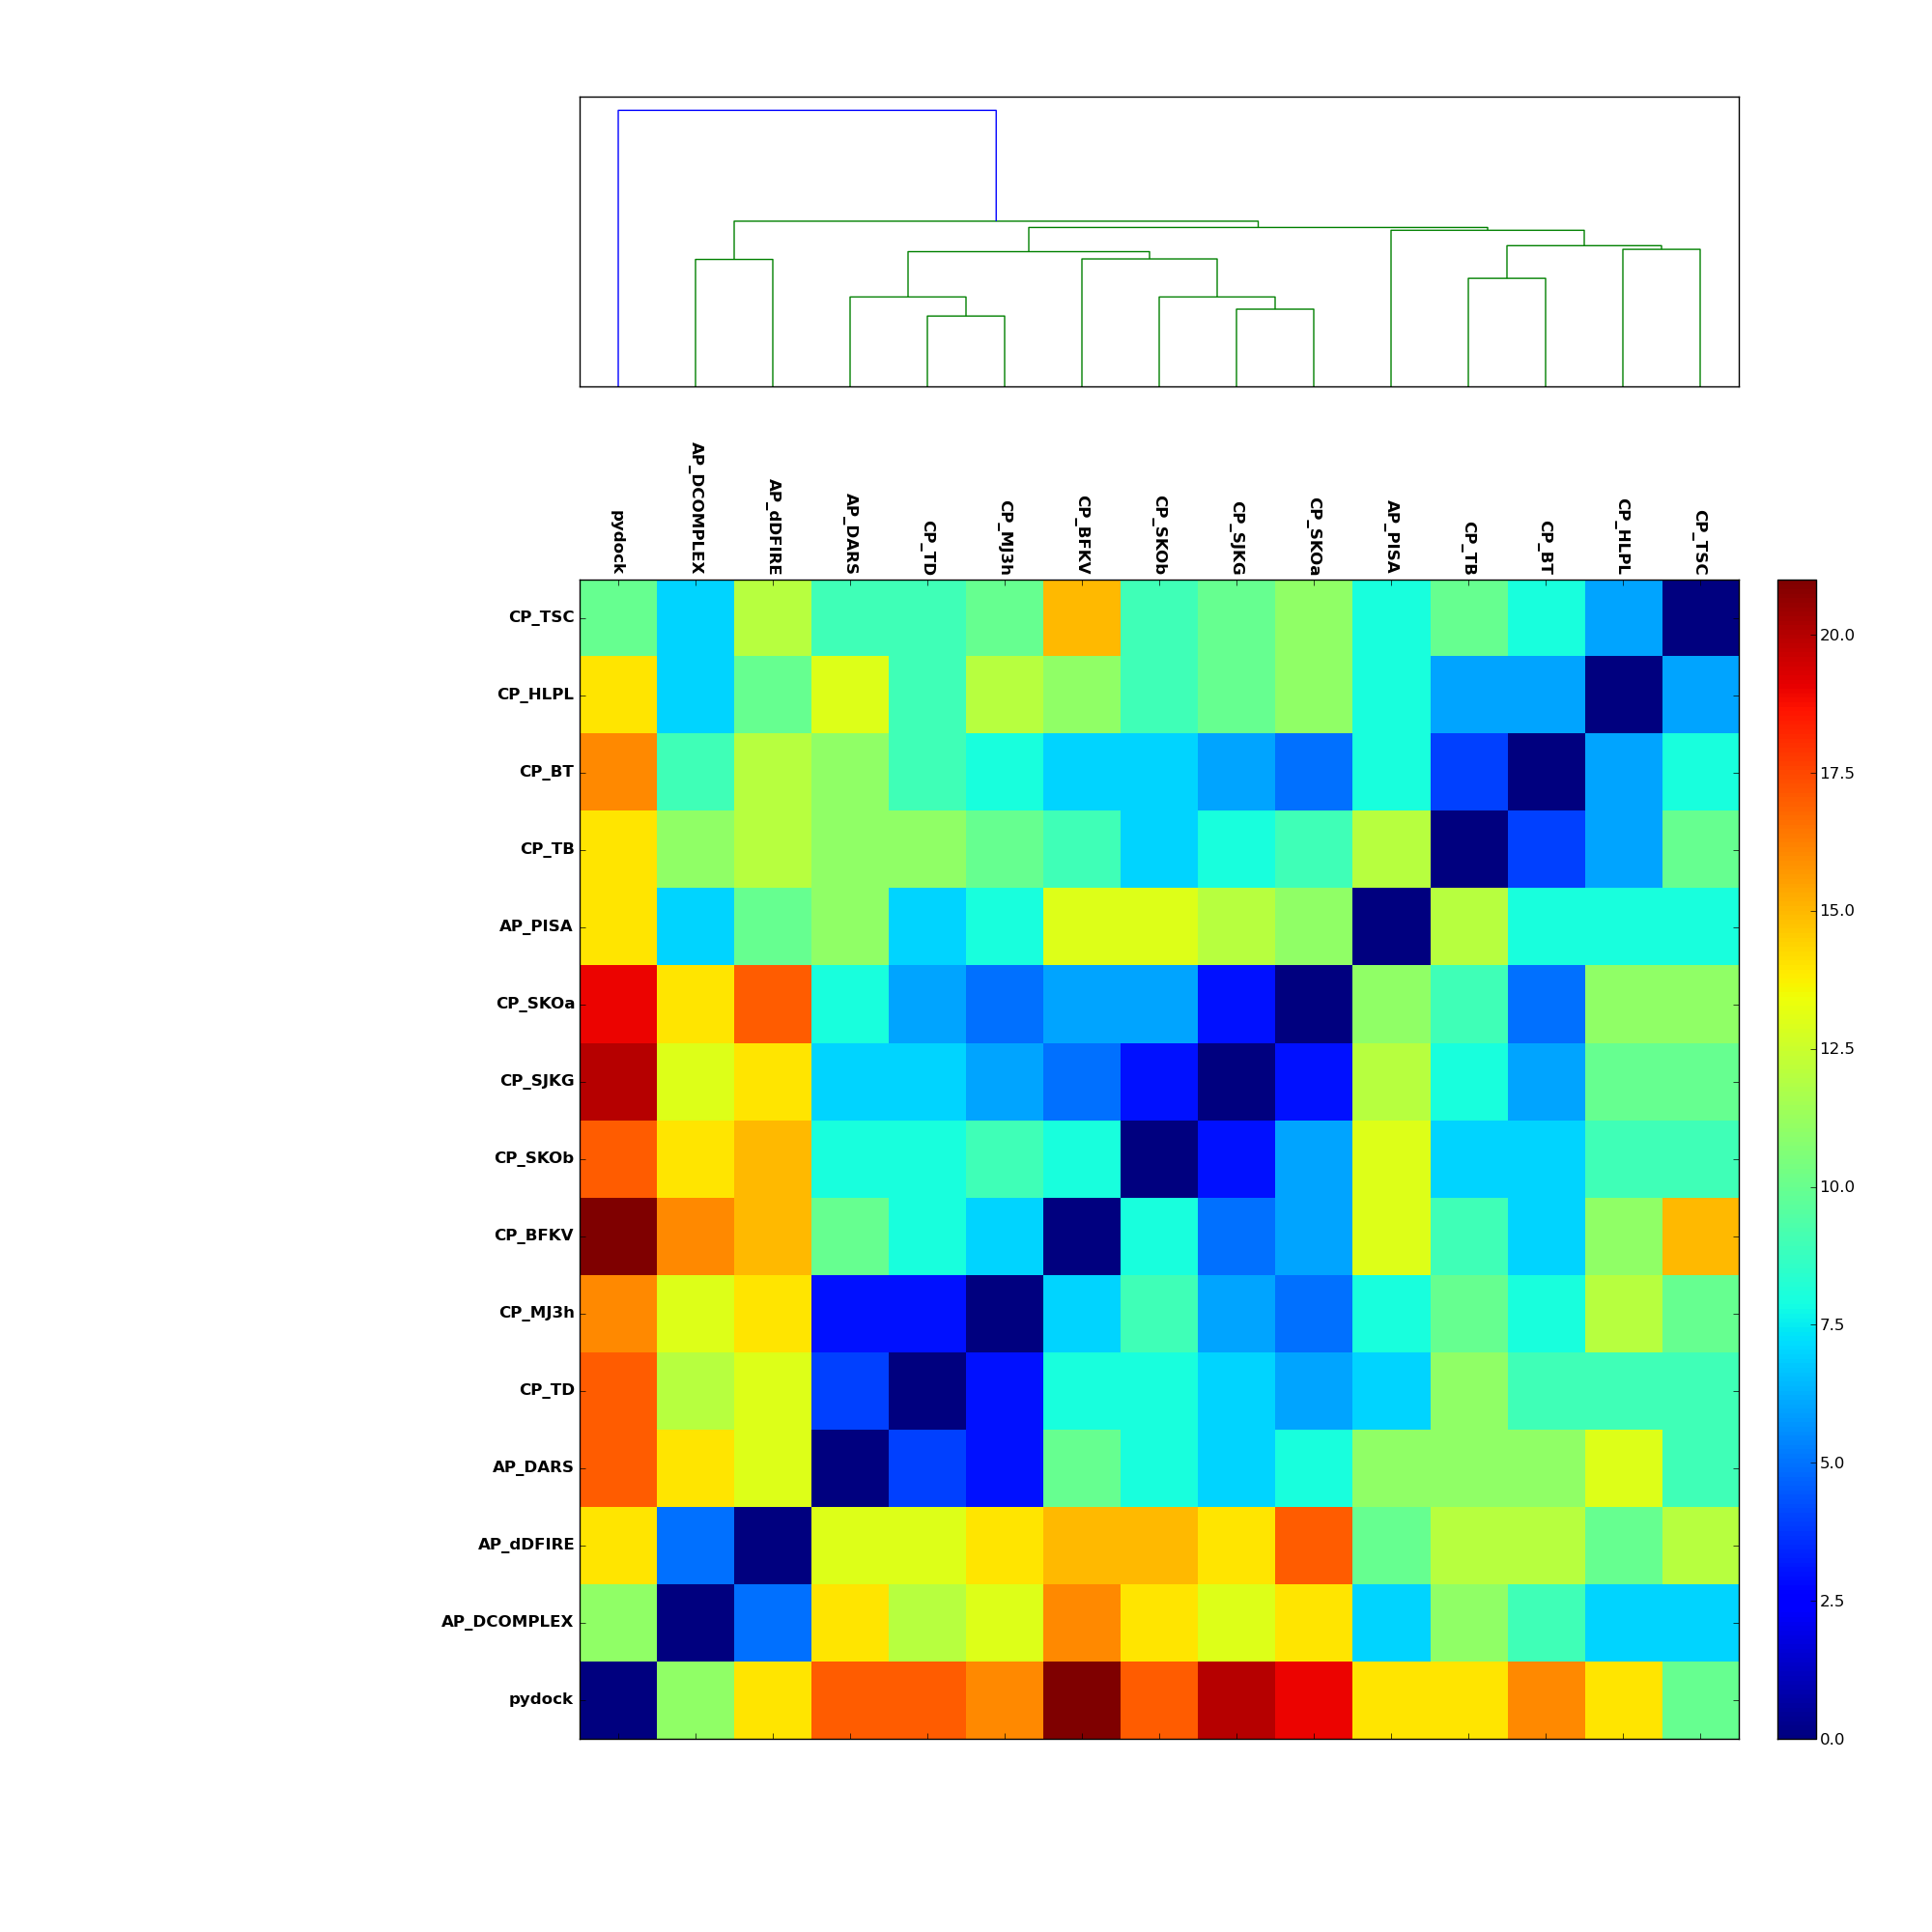 pydock
AP_DCOMPLEX
AP_dDFIRE
AP_DARS
CP_TD
CP_MJ3h
CP_BFKV
CP_SKOb
CP_SJKG
CP_SKOa
AP_PISA
CP_TB
CP_BT
CP_HLPL
CP_TSC
CP_TSC
CP_HLPL
CP_BT
CP_TB
AP_PISA
CP_SKOa
CP_SJKG
CP_SKOb
CP_BFKV
CP_MJ3h
CP_TD
AP_DARS
AP_dDFIRE
AP_DCOMPLEX
pydock
20.0
17.5
15.0
12.5
10.0
7.5
5.0
2.5
0.0